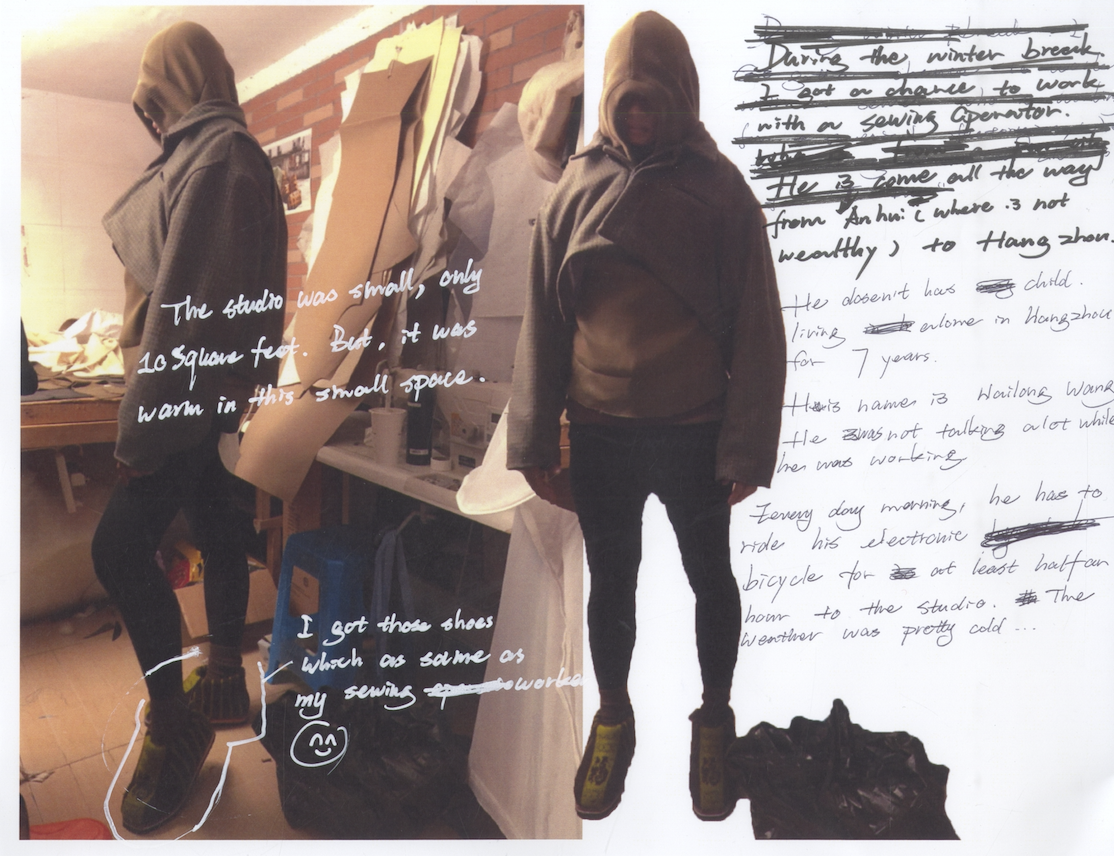 The studio was small, only
10 square feet. But, it was
warm in this small space.
I got those shoes
which as same as
my sewing worke
During the winter break
I got a chance to work
with a sewing Operator.
He is come all the way
from Anhui ( where is not
wealthy ) to Hangzhou.
He dosen't has child.
living alome in Hangzhou
for 7 years.
His name is Hailong Wang
He was not talking a lot while
he was working
Every day morning, he has to
ride his electronic
bicycle for at least half an
hour to the studio. The
weather was pretty cold ...